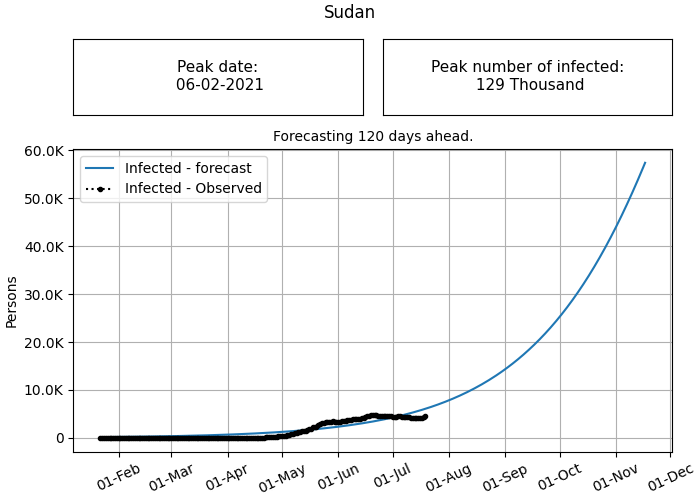 Sudan
Peak date:
06-02-2021
Peak number of infected:
129 Thousand
Forecasting 120 days ahead.
Infected - forecast
Infected - Observed
Persons
60.0K
50.0K
40.0K
30.0K
20.0K
10.0K
0
01-Feb
01-Mar
01-Apr
01-May
01-Jun
01-Jul
01-Aug
01-Sep
01-Oct
01-Nov
01-Dec